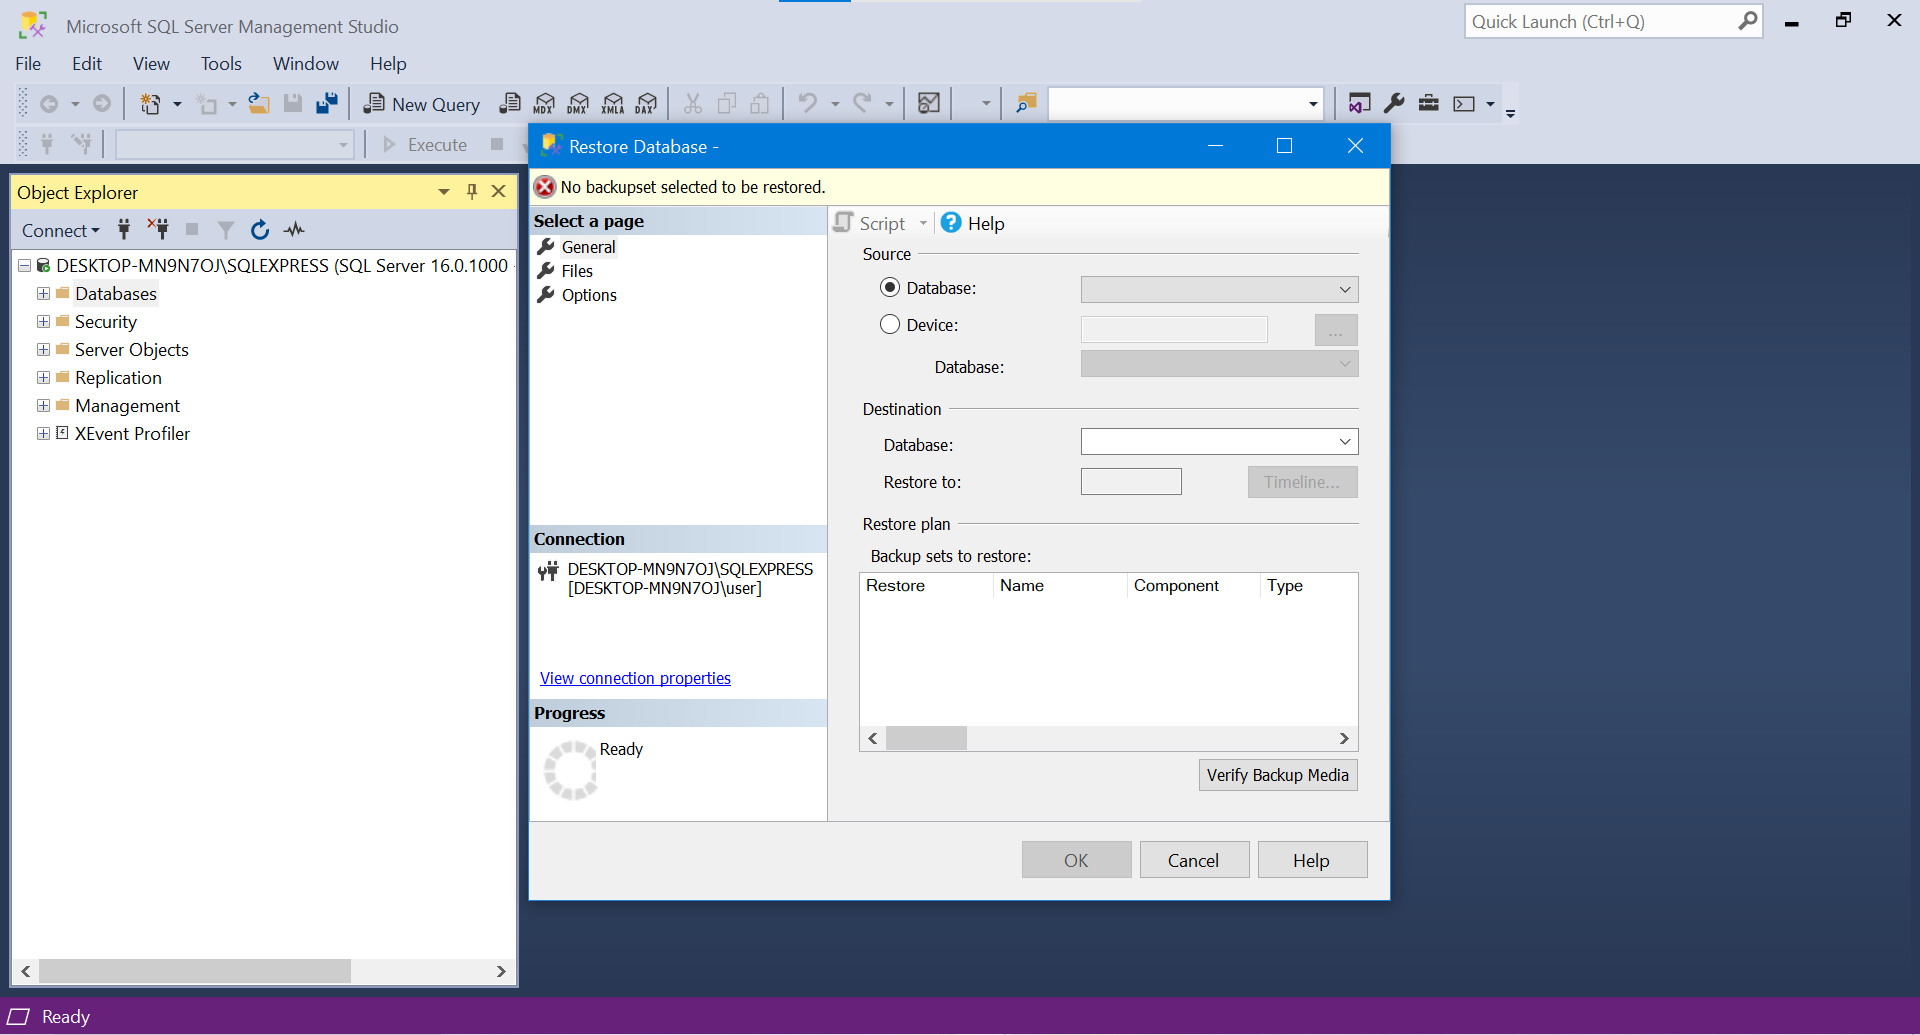 Microsoft SQL Server Management Studio
Quick Launch (Ctrl+Q)
File Edit View Tools Window Help
New Query MDX DMX XMLA DAX
Execute
Object Explorer
Connect
DESKTOP-MN9N7OJ\SQLEXPRESS (SQL Server 16.0.1000 -
Databases
Security
Server Objects
Replication
Management
XEvent Profiler
Restore Database -
No backupset selected to be restored.
Select a page
General
Files
Options
Connection
DESKTOP-MN9N7OJ\SQLEXPRESS
[DESKTOP-MN9N7OJ\user]
View connection properties
Progress
Ready
Script Help
Source
Database:
Device:
...
Database:
Destination
Database:
Restore to:
Timeline...
Restore plan
Backup sets to restore:
Restore Name Component Type
Verify Backup Media
OK Cancel Help
Ready